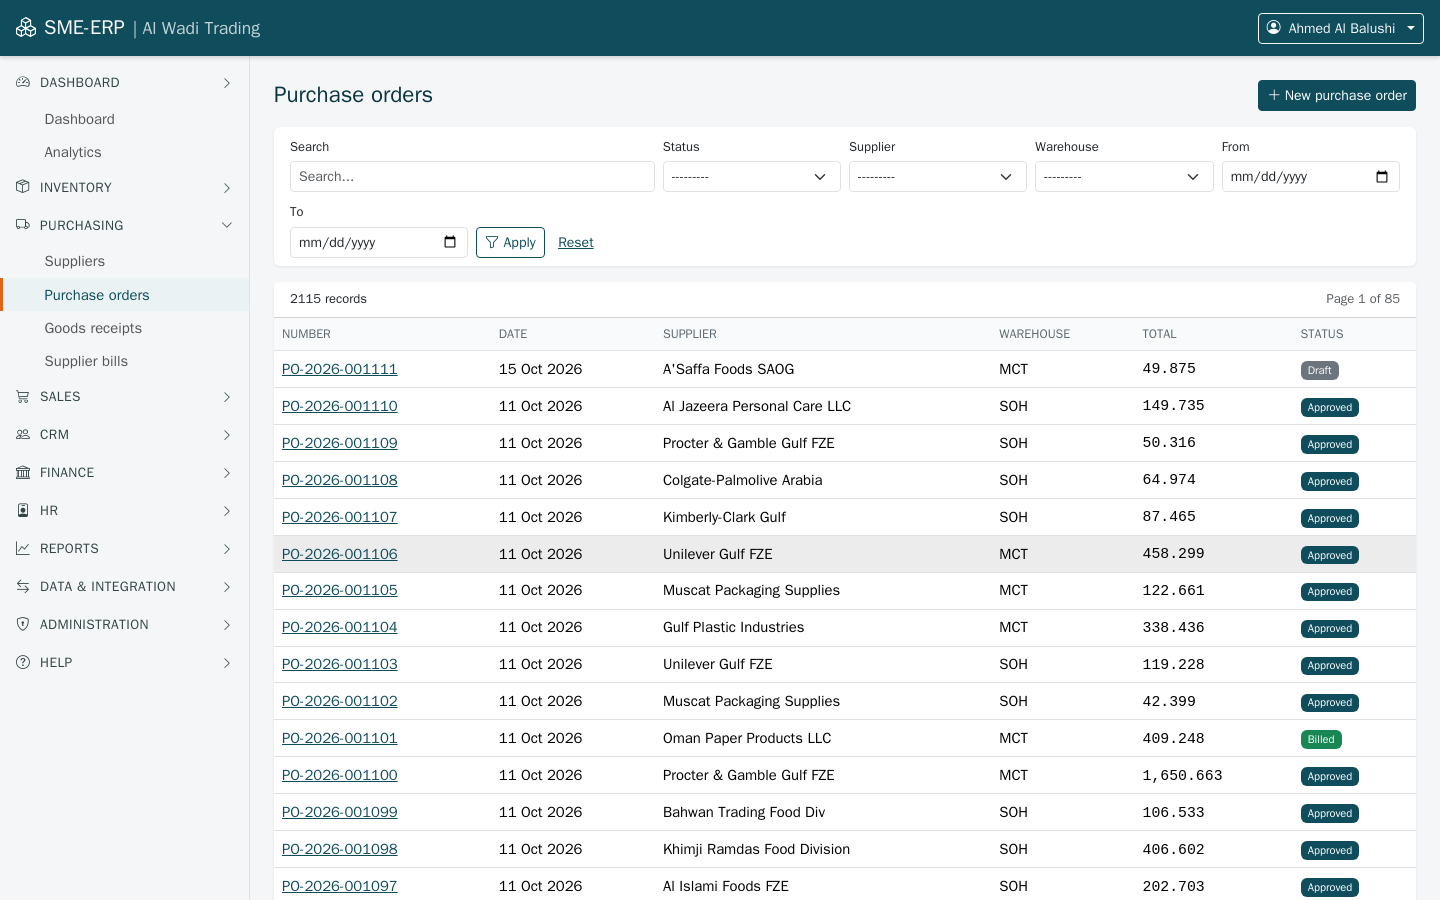 SME-ERP | Al Wadi Trading
Ahmed Al Balushi
DASHBOARD
Dashboard
Analytics
INVENTORY
PURCHASING
Suppliers
Purchase orders
Goods receipts
Supplier bills
SALES
CRM
FINANCE
HR
REPORTS
DATA & INTEGRATION
ADMINISTRATION
HELP
Purchase orders
New purchase order
Search Status Supplier Warehouse From
Search... --------- --------- --------- mm/dd/yyyy
To
mm/dd/yyyy Apply Reset
2115 records Page 1 of 85
NUMBER DATE SUPPLIER WAREHOUSE TOTAL STATUS
PO-2026-001111 15 Oct 2026 A'Saffa Foods SAOG MCT 49.875 Draft
PO-2026-001110 11 Oct 2026 Al Jazeera Personal Care LLC SOH 149.735 Approved
PO-2026-001109 11 Oct 2026 Procter & Gamble Gulf FZE SOH 50.316 Approved
PO-2026-001108 11 Oct 2026 Colgate-Palmolive Arabia SOH 64.974 Approved
PO-2026-001107 11 Oct 2026 Kimberly-Clark Gulf SOH 87.465 Approved
PO-2026-001106 11 Oct 2026 Unilever Gulf FZE MCT 458.299 Approved
PO-2026-001105 11 Oct 2026 Muscat Packaging Supplies MCT 122.661 Approved
PO-2026-001104 11 Oct 2026 Gulf Plastic Industries MCT 338.436 Approved
PO-2026-001103 11 Oct 2026 Unilever Gulf FZE SOH 119.228 Approved
PO-2026-001102 11 Oct 2026 Muscat Packaging Supplies SOH 42.399 Approved
PO-2026-001101 11 Oct 2026 Oman Paper Products LLC MCT 409.248 Billed
PO-2026-001100 11 Oct 2026 Procter & Gamble Gulf FZE MCT 1,650.663 Approved
PO-2026-001099 11 Oct 2026 Bahwan Trading Food Div SOH 106.533 Approved
PO-2026-001098 11 Oct 2026 Khimji Ramdas Food Division SOH 406.602 Approved
PO-2026-001097 11 Oct 2026 Al Islami Foods FZE SOH 202.703 Approved